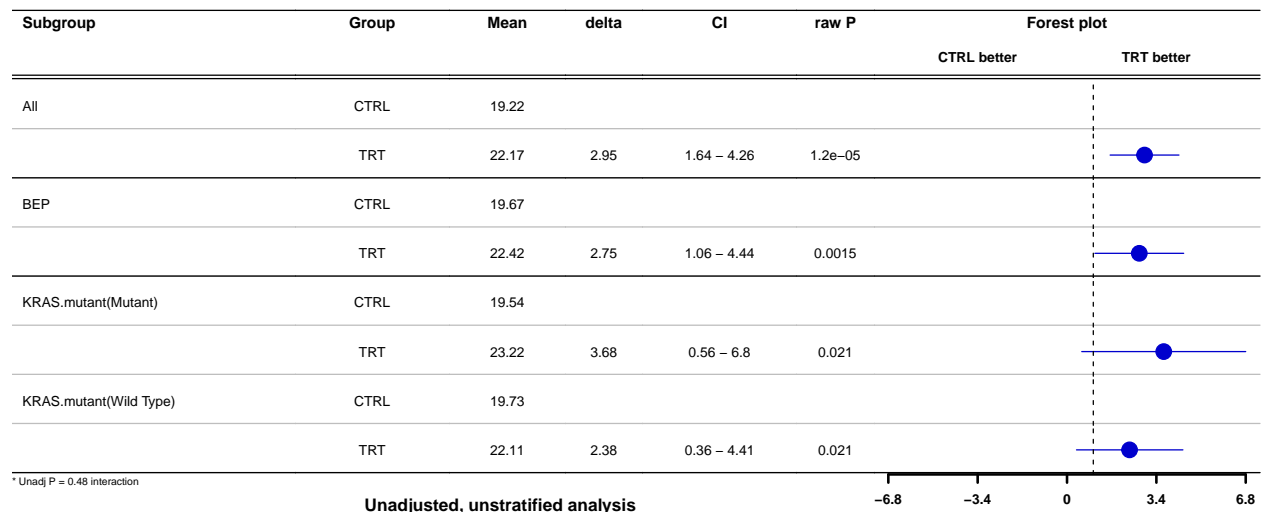 Subgroup Group Mean delta CI raw P Forest plot
CTRL better TRT better
All CTRL 19.22
TRT 22.17 2.95 1.64 – 4.26 1.2e−05
BEP CTRL 19.67
TRT 22.42 2.75 1.06 – 4.44 0.0015
KRAS.mutant(Mutant) CTRL 19.54
TRT 23.22 3.68 0.56 – 6.8 0.021
KRAS.mutant(Wild Type) CTRL 19.73
TRT 22.11 2.38 0.36 – 4.41 0.021
* Unadj P = 0.48 interaction
−6.8 −3.4 0 3.4 6.8
Unadjusted, unstratified analysis